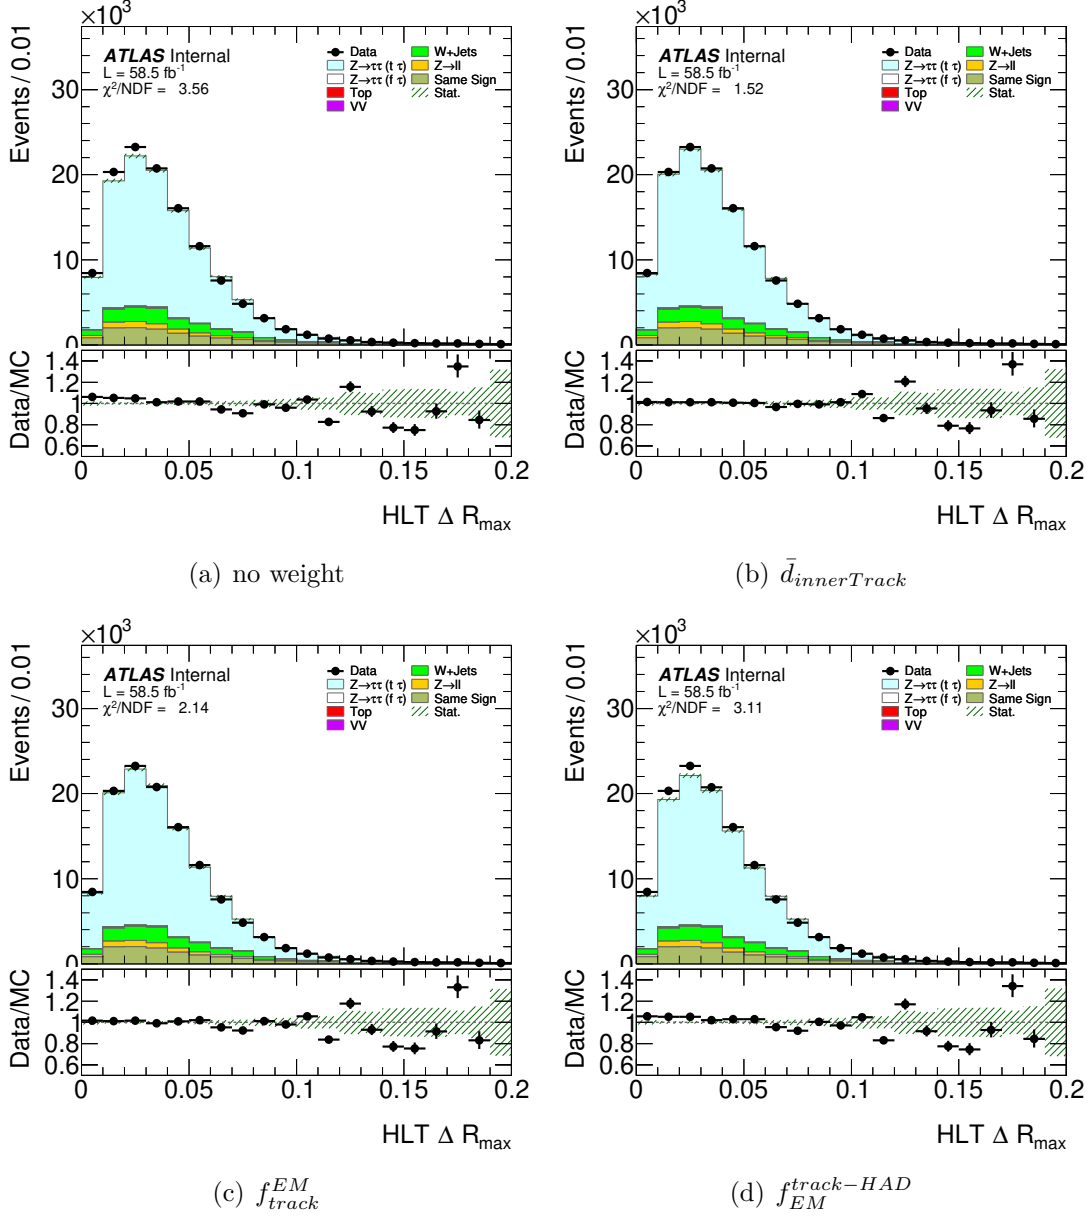 ×10³
Events / 0.01
30
20
10
0
ATLAS Internal
L = 58.5 fb⁻¹
χ²/NDF = 3.56
Data
Z→ττ (t τ)
Z→ττ (f τ)
Top
VV
W+Jets
Z→ll
Same Sign
Stat.
Data/MC
1.4
1.2
1
0.8
0.6
0 0.05 0.1 0.15 0.2
HLT Δ R_max
(a) no weight
×10³
Events / 0.01
30
20
10
0
ATLAS Internal
L = 58.5 fb⁻¹
χ²/NDF = 1.52
Data
Z→ττ (t τ)
Z→ττ (f τ)
Top
VV
W+Jets
Z→ll
Same Sign
Stat.
Data/MC
1.4
1.2
1
0.8
0.6
0 0.05 0.1 0.15 0.2
HLT Δ R_max
(b) d̄_innerTrack
×10³
Events / 0.01
30
20
10
0
ATLAS Internal
L = 58.5 fb⁻¹
χ²/NDF = 2.14
Data
Z→ττ (t τ)
Z→ττ (f τ)
Top
VV
W+Jets
Z→ll
Same Sign
Stat.
Data/MC
1.4
1.2
1
0.8
0.6
0 0.05 0.1 0.15 0.2
HLT Δ R_max
(c) f^EM_track
×10³
Events / 0.01
30
20
10
0
ATLAS Internal
L = 58.5 fb⁻¹
χ²/NDF = 3.11
Data
Z→ττ (t τ)
Z→ττ (f τ)
Top
VV
W+Jets
Z→ll
Same Sign
Stat.
Data/MC
1.4
1.2
1
0.8
0.6
0 0.05 0.1 0.15 0.2
HLT Δ R_max
(d) f^track−HAD_EM